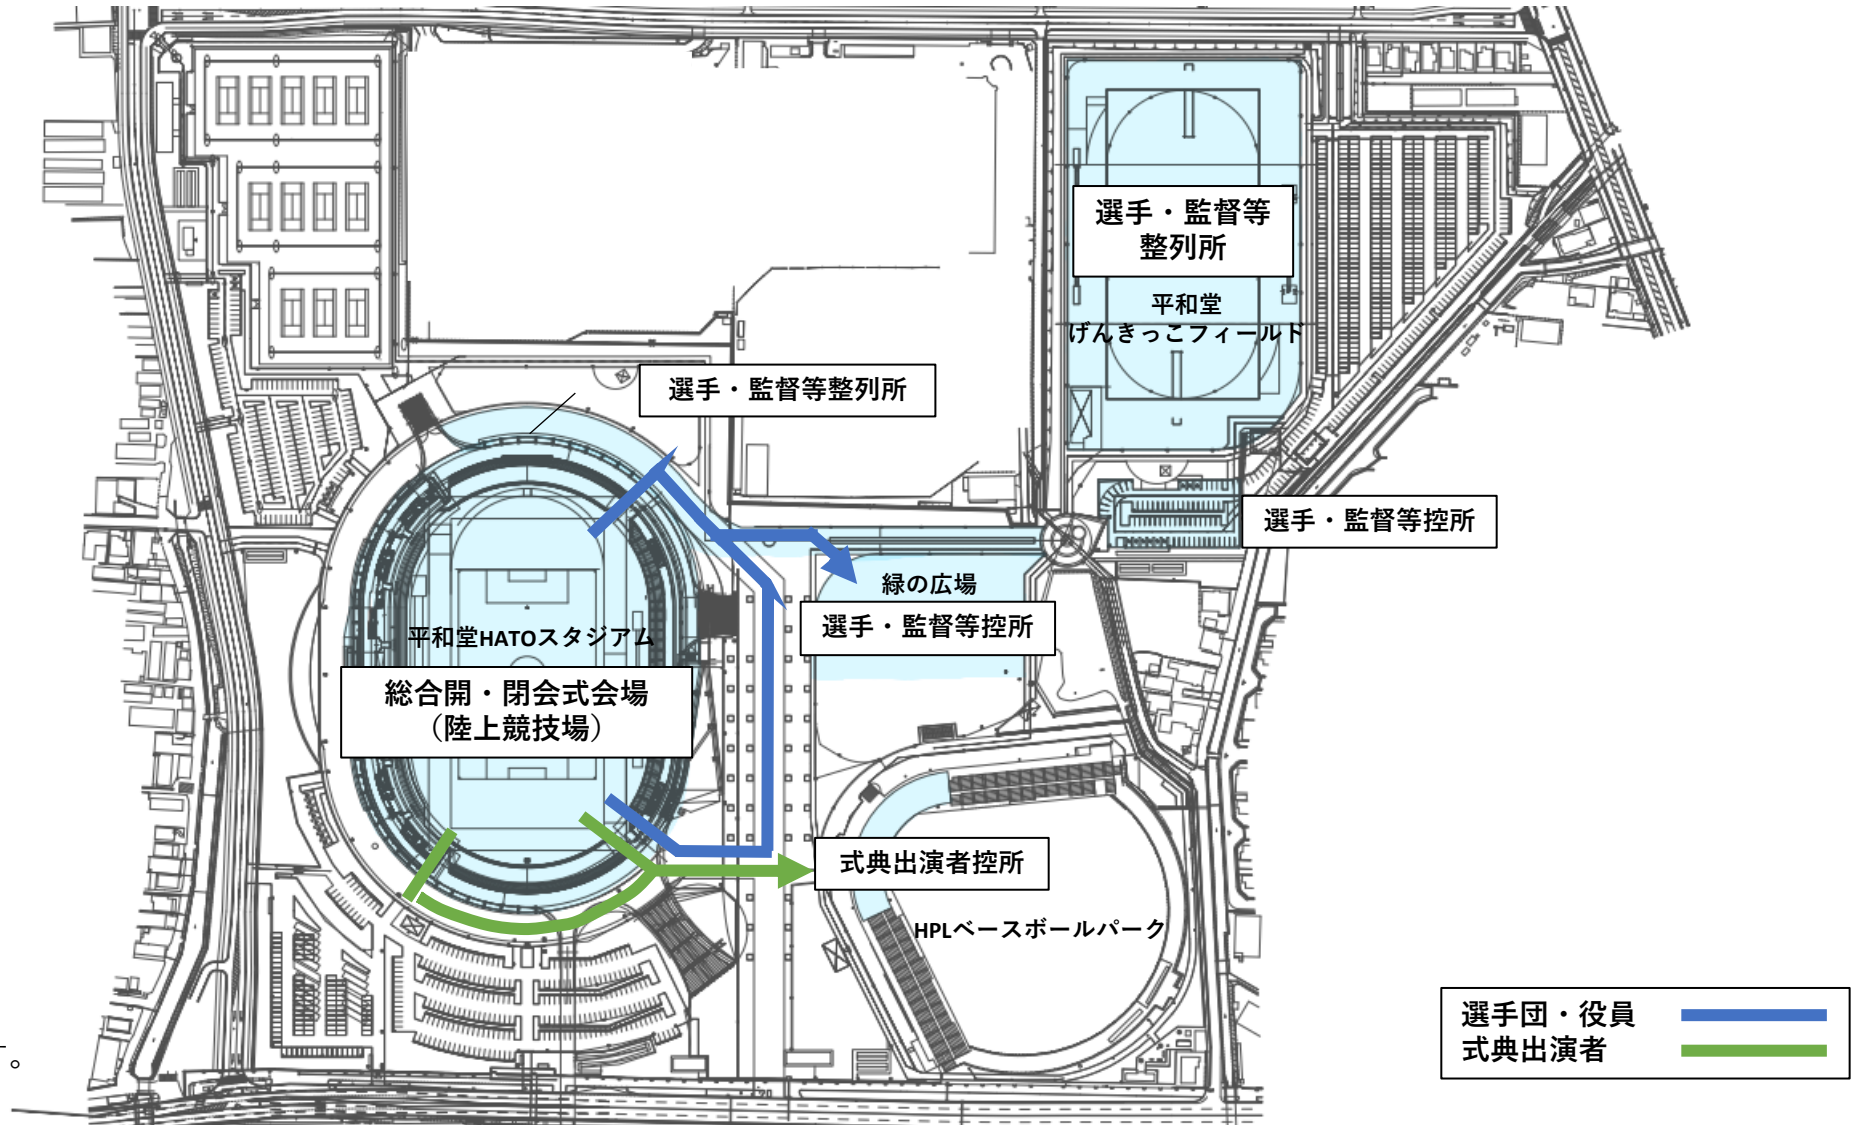 選手・監督等
整列所
平和堂
げんきっこフィールド
選手・監督等整列所
選手・監督等控所
緑の広場
選手・監督等控所
平和堂HATOスタジアム
総合開・閉会式会場
（陸上競技場）
式典出演者控所
HPLベースボールパーク
選手団・役員
式典出演者
。